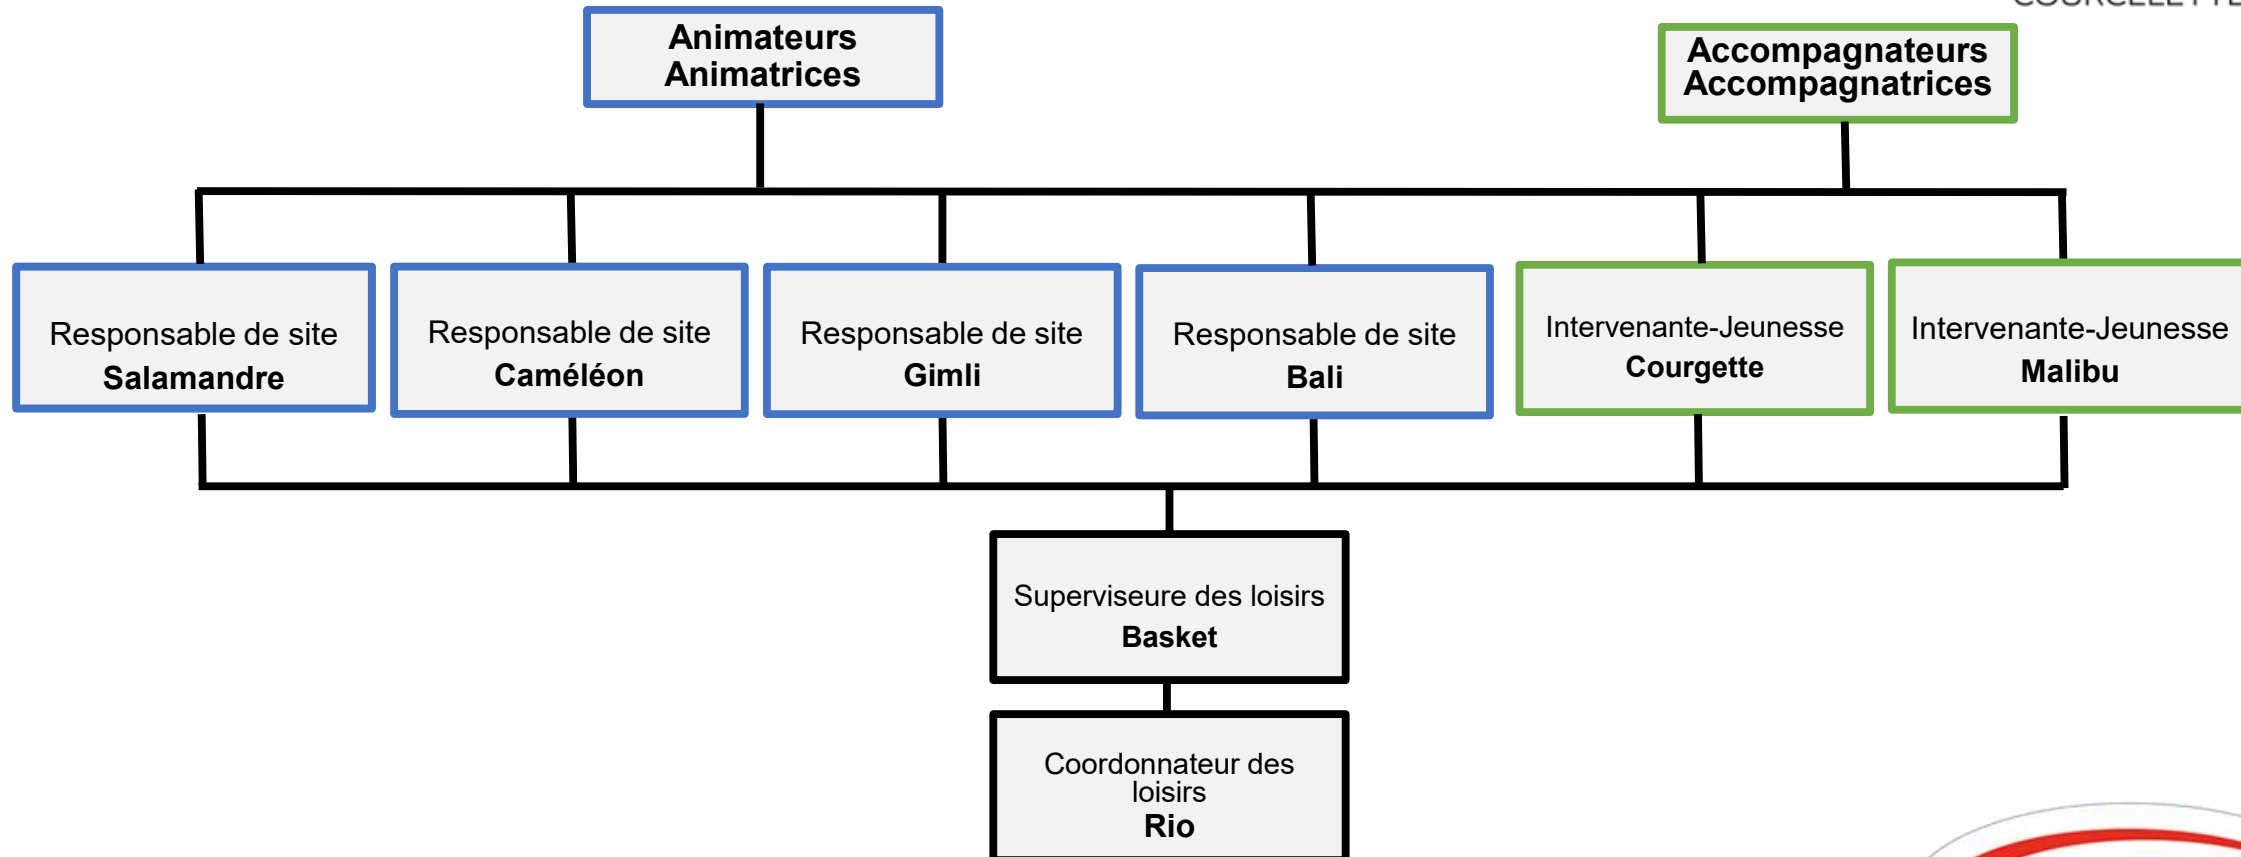 Animateurs
Animatrices
Accompagnateurs
Accompagnatrices
Responsable de site
Salamandre
Responsable de site
Caméléon
Responsable de site
Gimli
Responsable de site
Bali
Intervenante-Jeunesse
Courgette
Intervenante-Jeunesse
Malibu
Superviseure des loisirs
Basket
Coordonnateur des
loisirs
Rio